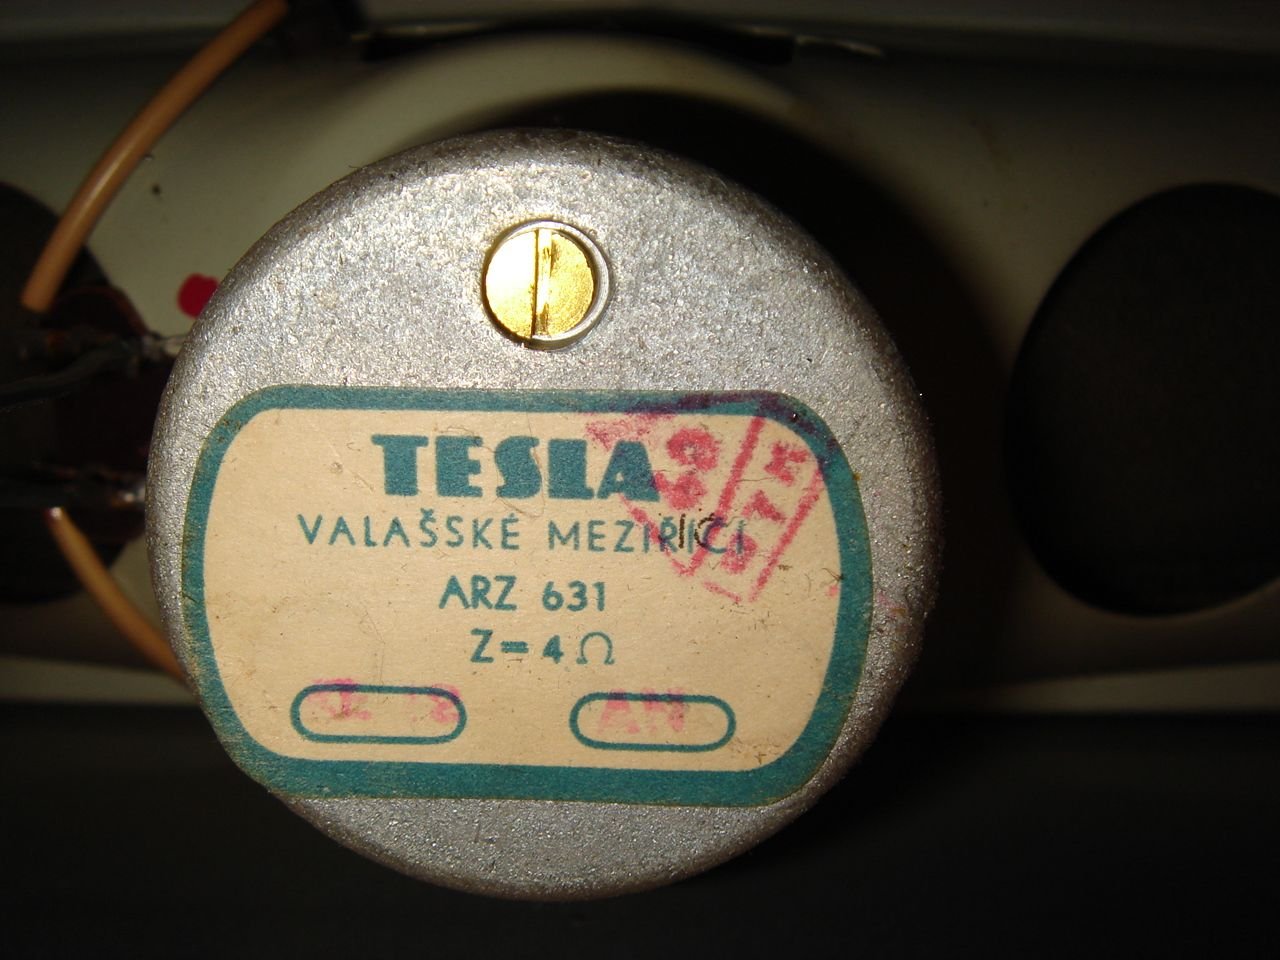 TESLA
VALAŠSKÉ MEZIŘÍČÍ
ARZ 631
Z = 4 Ω